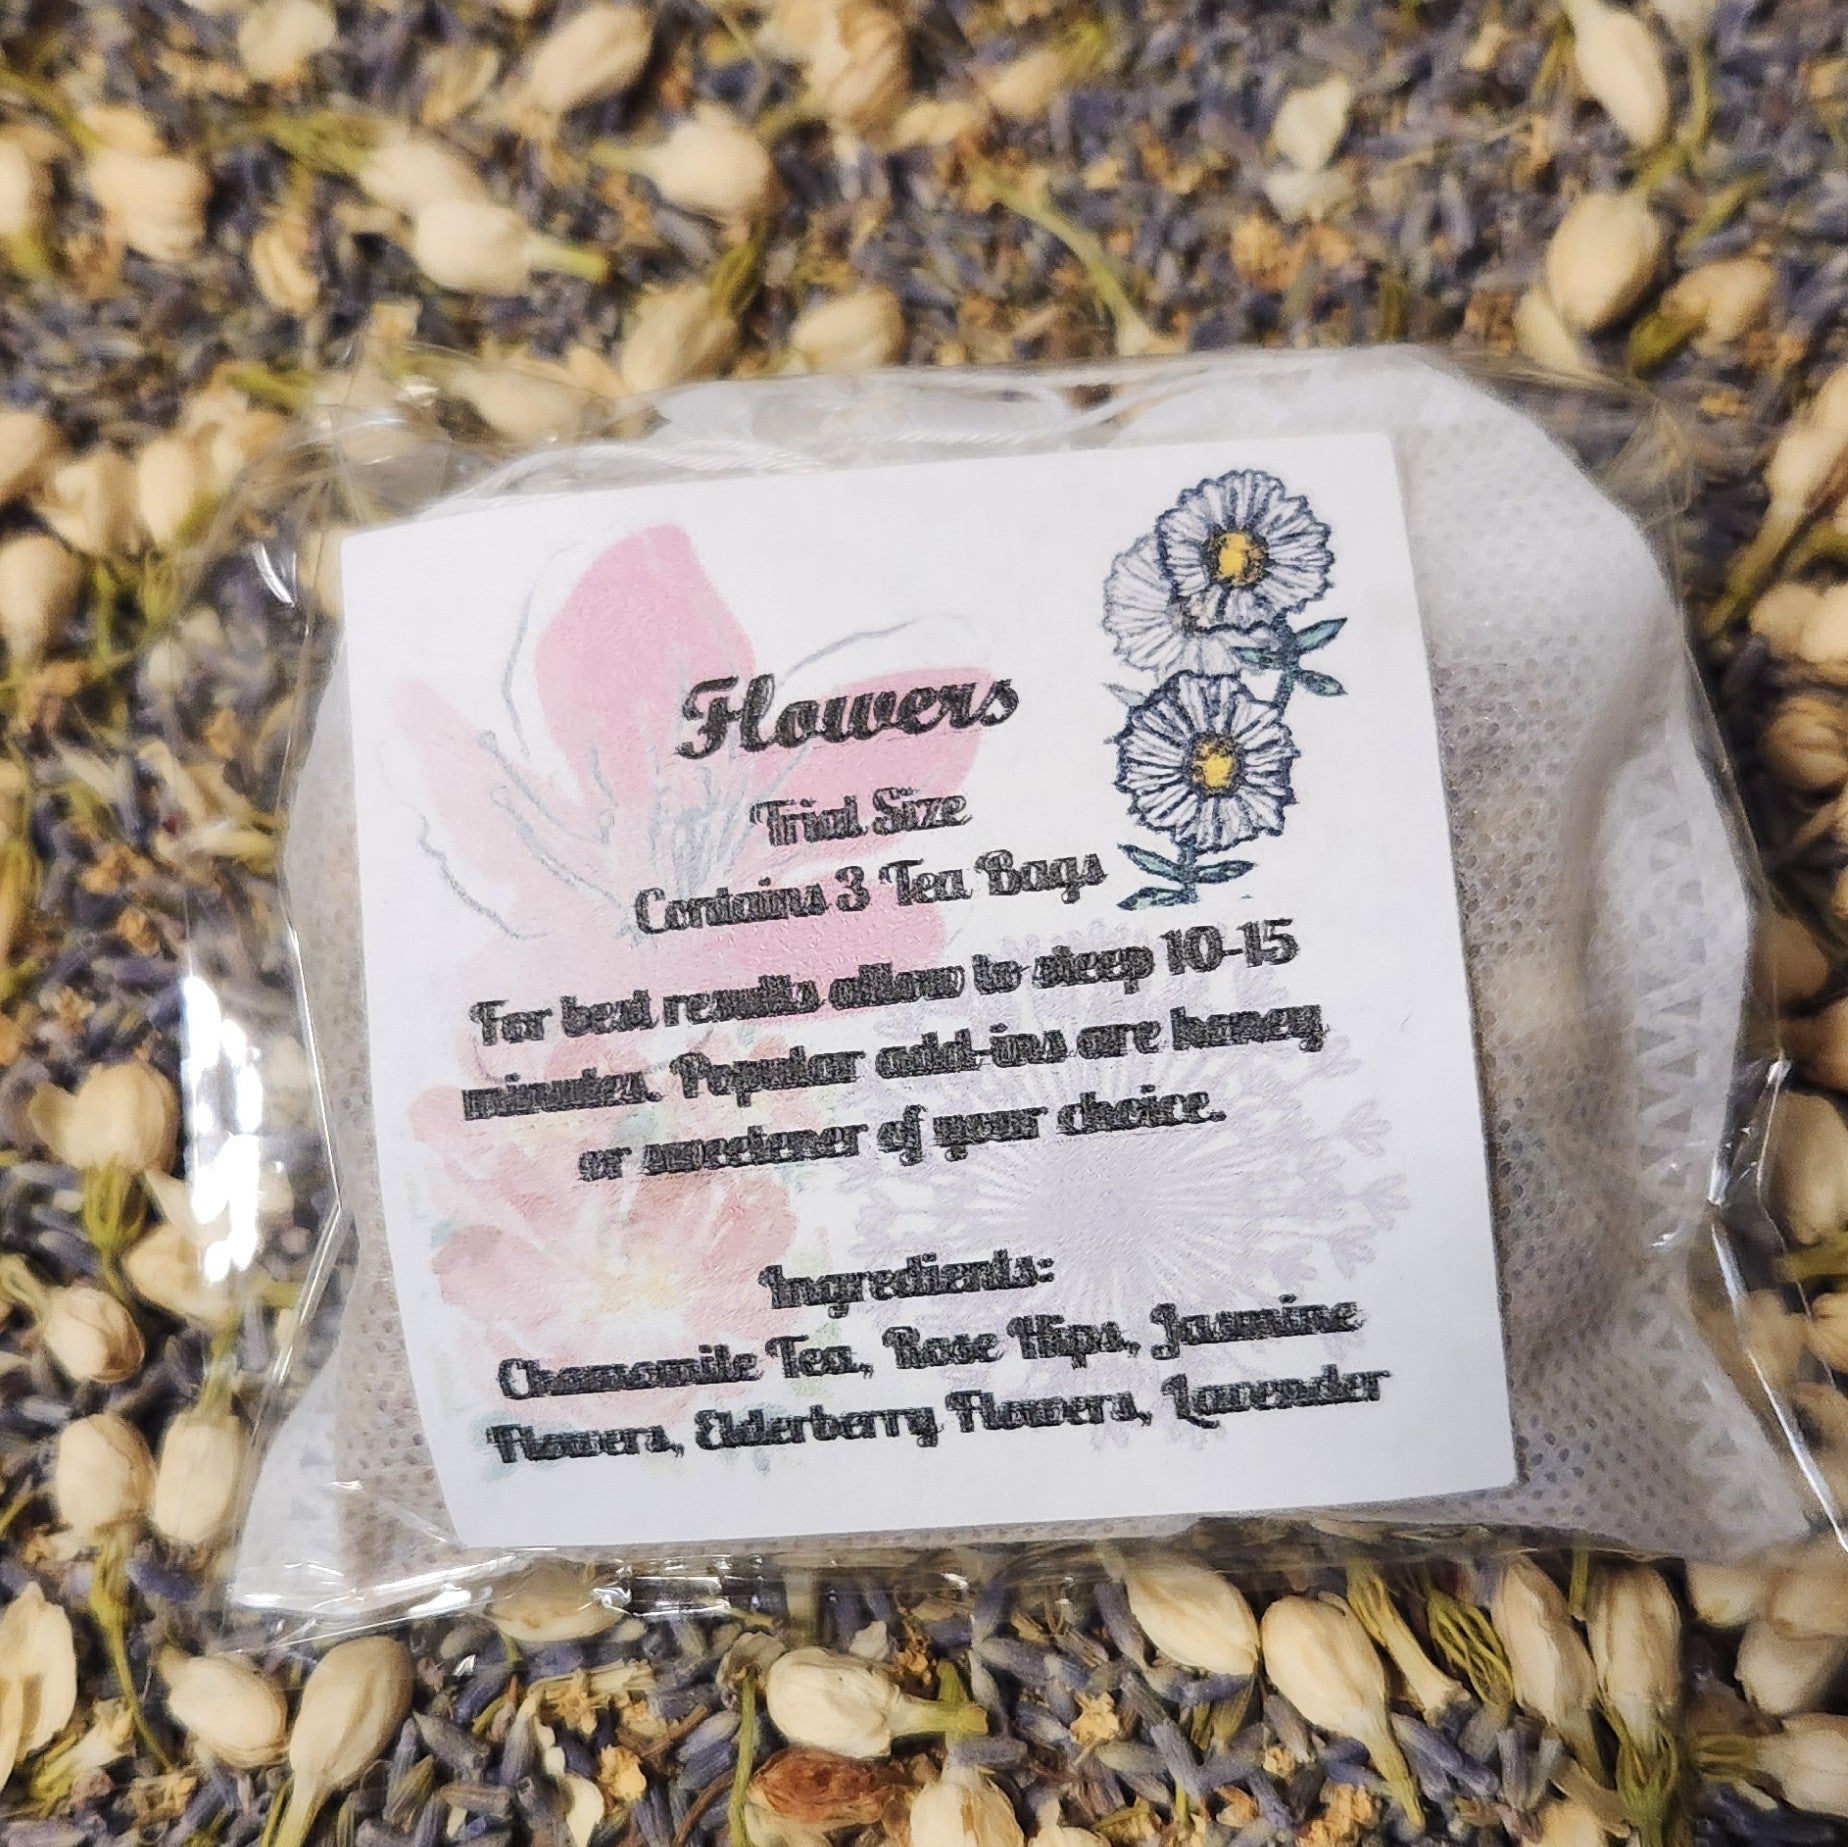 Flowers
Trial Size
Contains 3 Tea Bags
For best results allow to steep 10-15
minutes. Popular add-ins are honey
or sweetener of your choice.
Ingredients:
Chamomile Tea, Rose Hips, Jasmine
Flowers, Elderberry Flowers, Lavender